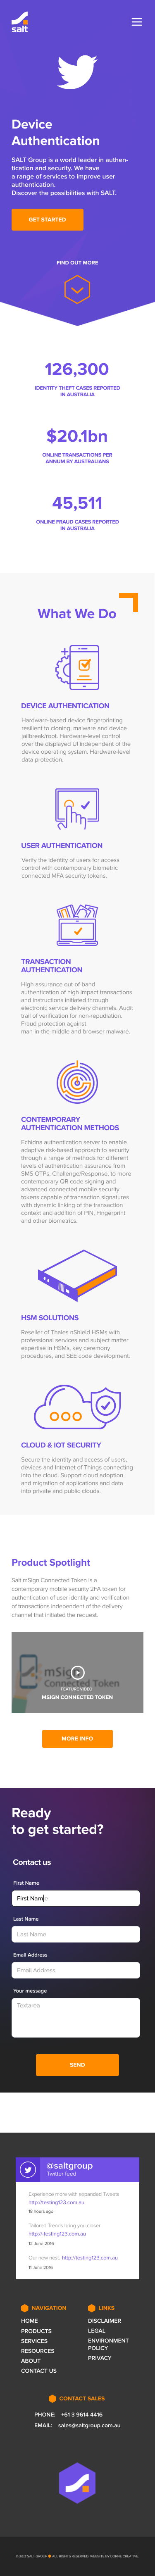 salt
Device
Authentication
SALT Group is a world leader in authen-
tication and security. We have
a range of services to improve user
authentication.
Discover the possibilities with SALT.
GET STARTED
FIND OUT MORE
126,300
IDENTITY THEFT CASES REPORTED
IN AUSTRALIA
$20.1bn
ONLINE TRANSACTIONS PER
ANNUM BY AUSTRALIANS
45,511
ONLINE FRAUD CASES REPORTED
IN AUSTRALIA
What We Do
DEVICE AUTHENTICATION
Hardware-based device fingerprinting
resilient to cloning, malware and device
jailbreaking. Hardware-level control
over the displayed UI independent of the
device operating system. Hardware-level
data protection.
USER AUTHENTICATION
Verify the identity of users for access
control with contemporary biometric
connected MFA security tokens.
TRANSACTION
AUTHENTICATION
High assurance out-of-band
authentication of high impact transactions
and instructions initiated through
electronic service delivery channels. Audit
trail of verification for non-repudiation.
Fraud protection against
man-in-the-middle and browser malware.
CONTEMPORARY
AUTHENTICATION METHODS
Echidna authentication server to enable
adaptive risk-based approach to security
through a range of methods for different
levels of authentication assurance from
SMS OTPs, Challenge/Response, to more
contemporary QR code signing and
advanced connected mobile security
tokens capable of transaction signatures
with dynamic linking of the transaction
context and addition of PIN, Fingerprint
and other biometrics.
HSM SOLUTIONS
Reseller of Thales nShield HSMs with
professional services and subject matter
expertise in HSMs, key ceremony
procedures, and SEE code development.
CLOUD & IOT SECURITY
Secure the identity and access of users,
devices and Internet of Things connected
into the cloud. Support cloud adoption
and migration of applications and data
into private and public clouds.
Product Spotlight
Salt mSign Connected Token is a
contemporary mobile security 2FA token for
authentication of user identity and verification
of transactions independent of the delivery
channel that initiated the request.
mSign
Connected Token
FEATURE VIDEO
MSIGN CONNECTED TOKEN
MORE INFO
Ready
to get started?
Contact us
First Name
First Nam
Last Name
Last Name
Email Address
Email Address
Your message
Textarea
SEND
@saltgroup
Twitter feed
Experience more with expanded Tweets
http://testing123.com.au
18 hours ago
Tailored Trends bring you closer
http:// testing123.com.au
12 June 2016
Our new nest http://testing123.com.au
11 June 2016
NAVIGATION
HOME
PRODUCTS
SERVICES
RESOURCES
ABOUT
CONTACT US
LINKS
DISCLAIMER
LEGAL
ENVIRONMENT
POLICY
PRIVACY
CONTACT SALES
PHONE: +61 3 9614 4416
EMAIL: sales@saltgroup.com.au
© 2017 SALT GROUP ALL RIGHTS RESERVED. WEBSITE BY